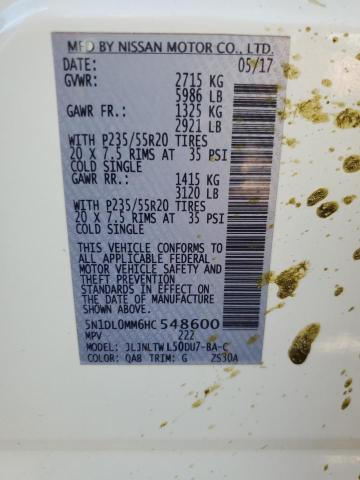 MFD BY NISSAN MOTOR CO., LTD.
DATE: 05/17
GVWR: 2715 KG
5986 LB
GAWR FR.: 1325 KG
2921 LB
WITH P235/55R20 TIRES
20 X 7.5 RIMS AT 35 PSI
COLD SINGLE
GAWR RR.: 1415 KG
3120 LB
WITH P235/55R20 TIRES
20 X 7.5 RIMS AT 35 PSI
COLD SINGLE
THIS VEHICLE CONFORMS TO
ALL APPLICABLE FEDERAL
MOTOR VEHICLE SAFETY
AND THEFT PREVENTION
STANDARDS IN EFFECT ON
THE DATE OF MANUFACTURE
SHOWN ABOVE.
5N1DL0MM6HC548600
MPV 222
MODEL: JLJNLTWL50DU7-BA-C
COLOR: QAB TRIM: G ZS30A